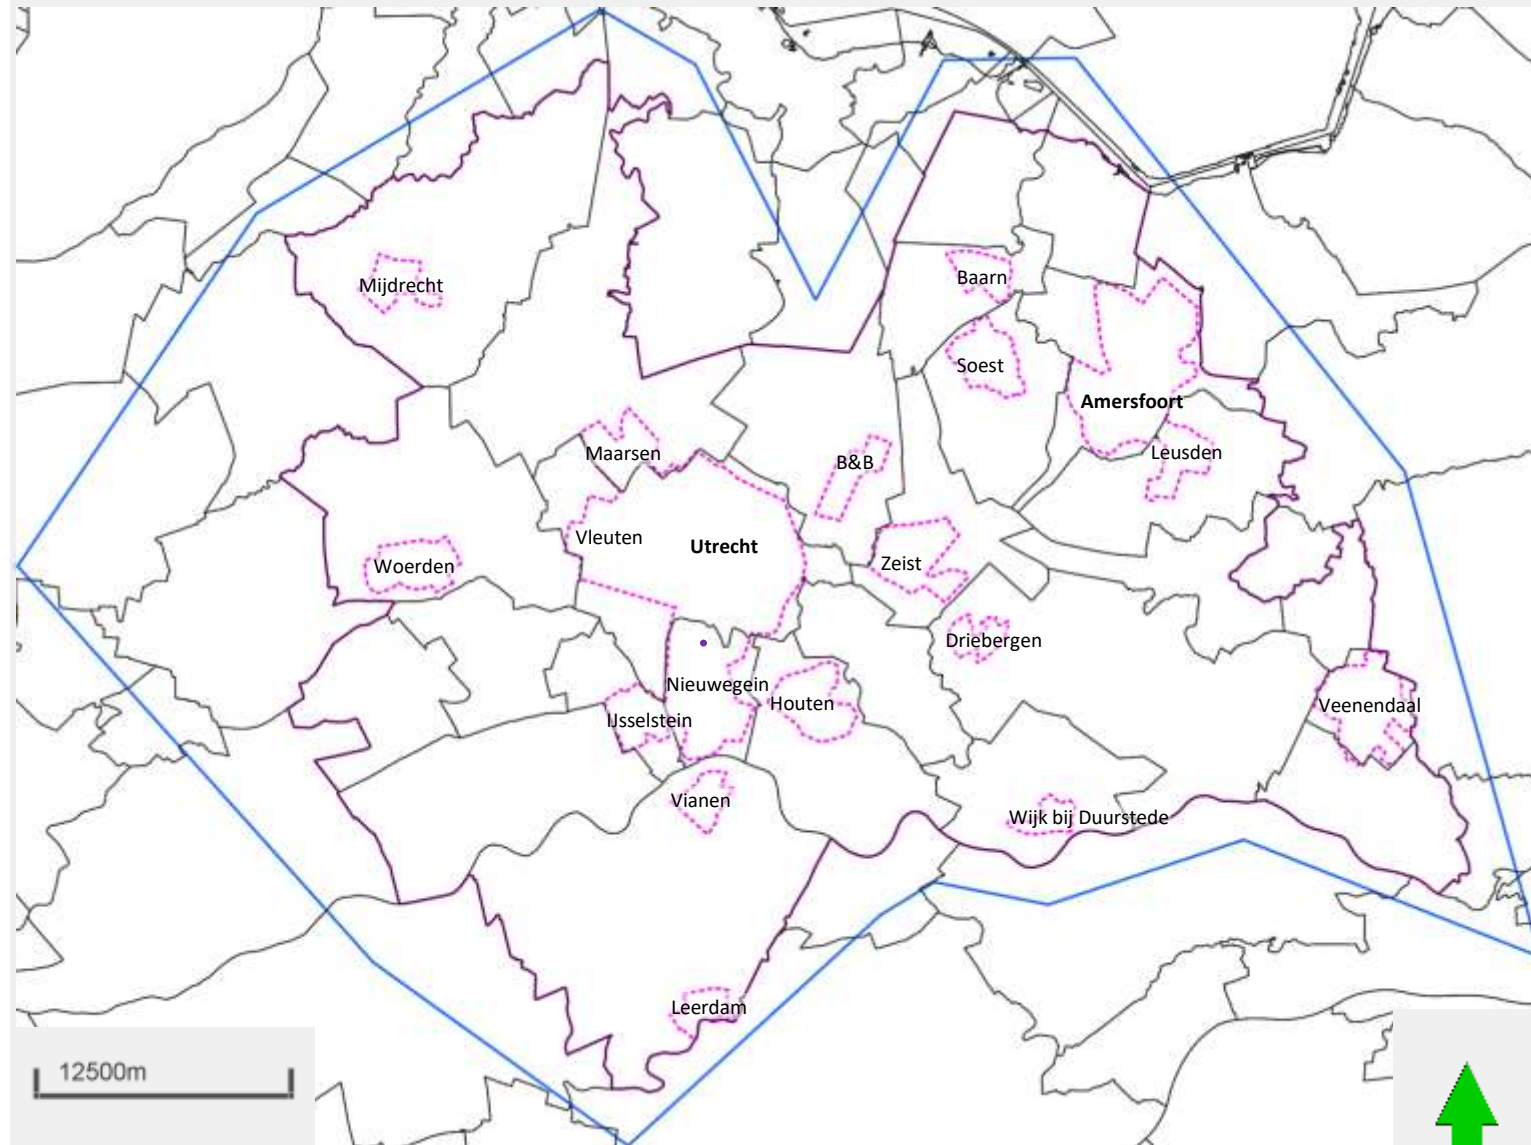 Baarn
Mijdrecht
Soest
Amersfoort
Maarsen
B&B
Leusden
Vleuten
Utrecht
Woerden
Zeist
Driebergen
Nieuwegein
Houten
IJsselstein
Veenendaal
Vianen
Wijk bij Duurstede
Leerdam
12500m